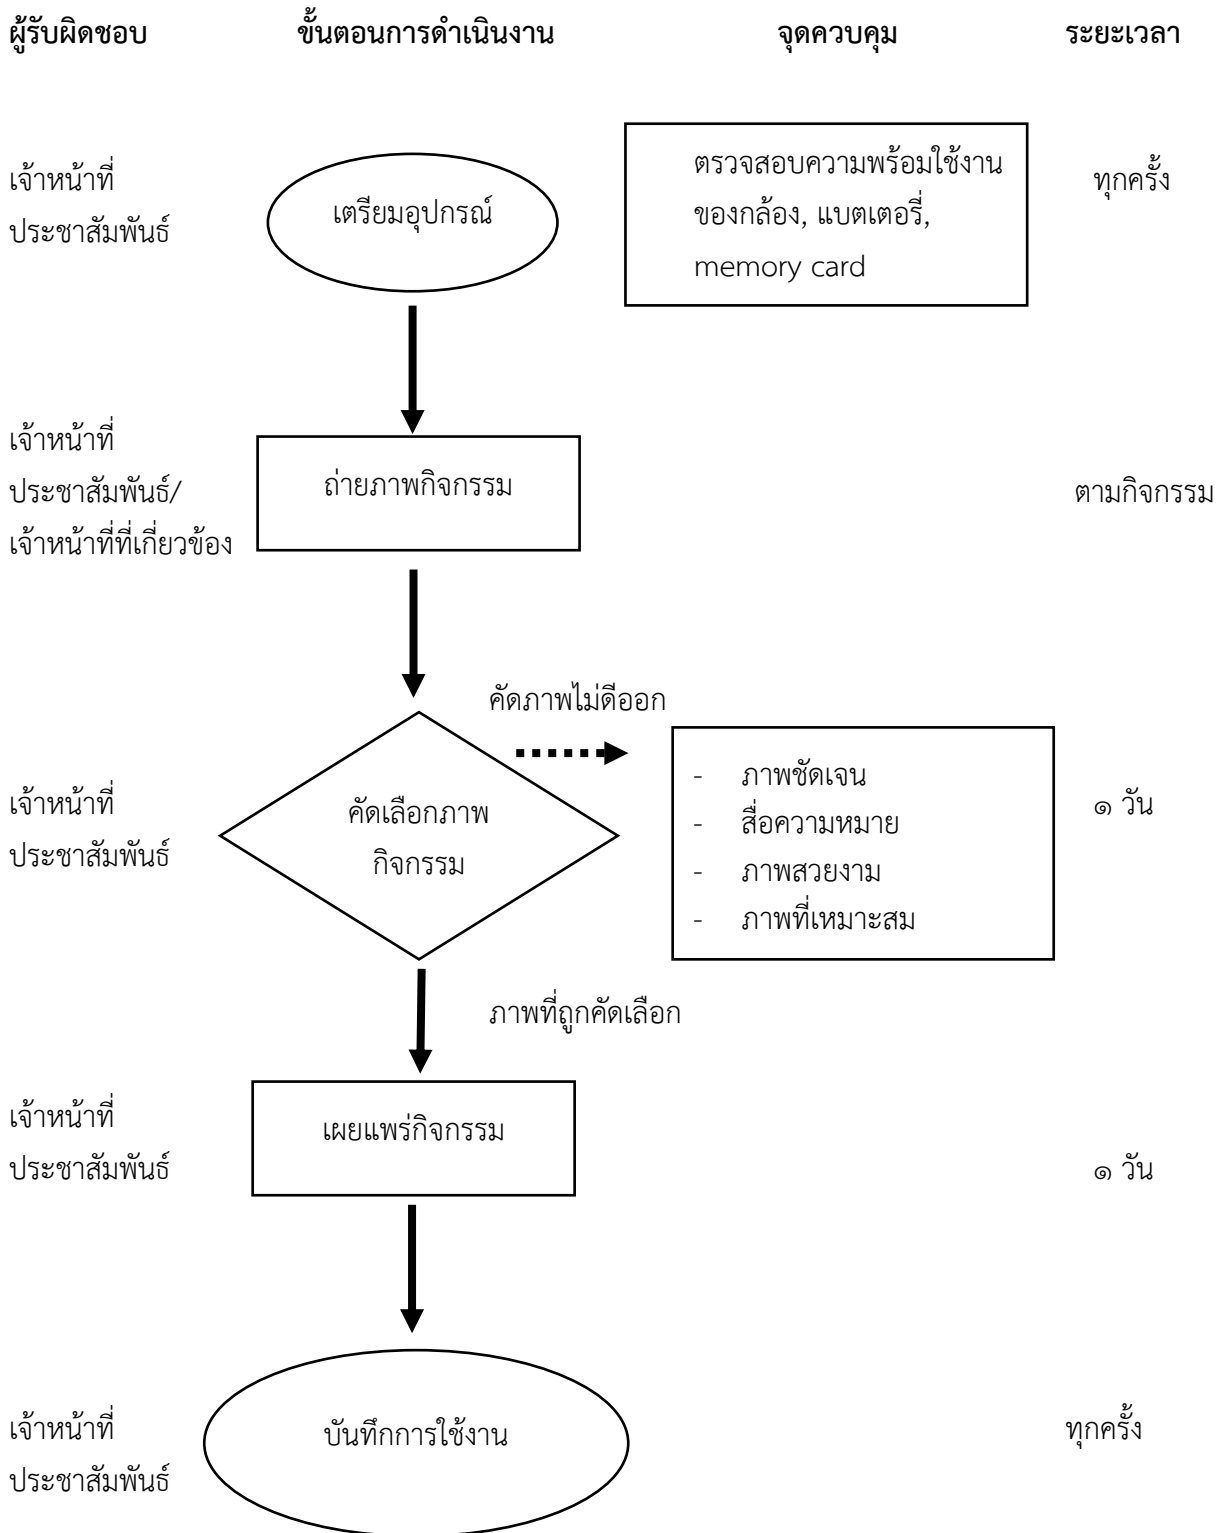 ผู้รับผิดชอบ ขั้นตอนการดำเนินงาน จุดควบคุม ระยะเวลา
เจ้าหน้าที่
ประชาสัมพันธ์
เตรียมอุปกรณ์
ตรวจสอบความพร้อมใช้งาน
ของกล้อง, แบตเตอรี่,
memory card
ทุกครั้ง
เจ้าหน้าที่
ประชาสัมพันธ์/
เจ้าหน้าที่ที่เกี่ยวข้อง
ถ่ายภาพกิจกรรม
ตามกิจกรรม
คัดภาพไม่ดีออก
เจ้าหน้าที่
ประชาสัมพันธ์
คัดเลือกภาพ
กิจกรรม
- ภาพชัดเจน
- สื่อความหมาย
- ภาพสวยงาม
- ภาพที่เหมาะสม
๑ วัน
ภาพที่ถูกคัดเลือก
เจ้าหน้าที่
ประชาสัมพันธ์
เผยแพร่กิจกรรม
๑ วัน
เจ้าหน้าที่
ประชาสัมพันธ์
บันทึกการใช้งาน
ทุกครั้ง